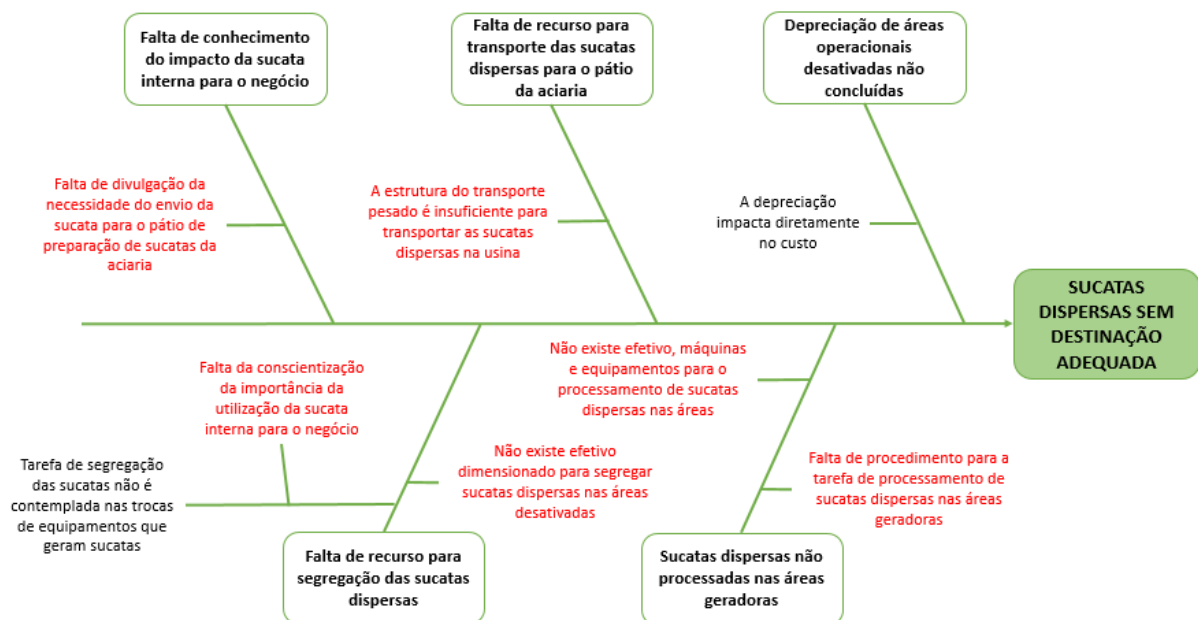 Falta de conhecimento
do impacto da sucata
interna para o negócio
Falta de recurso para
transporte das sucatas
dispersas para o pátio
da aciaria
Depreciação de áreas
operacionais
desativadas não
concluídas
Falta de divulgação da
necessidade do envio da
sucata para o pátio de
preparação de sucatas da
aciaria
A estrutura do transporte
pesado é insuficiente para
transportar as sucatas
dispersas na usina
A depreciação
impacta diretamente
no custo
SUCATAS
DISPERSAS SEM
DESTINAÇÃO
ADEQUADA
Falta da conscientização
da importância da
utilização da sucata
interna para o negócio
Não existe efetivo, máquinas
e equipamentos para o
processamento de sucatas
dispersas nas áreas
Tarefa de segregação
das sucatas não é
contemplada nas trocas
de equipamentos que
geram sucatas
Não existe efetivo
dimensionado para segregar
sucatas dispersas nas áreas
desativadas
Falta de procedimento para a
tarefa de processamento de
sucatas dispersas nas áreas
geradoras
Falta de recurso para
segregação das sucatas
dispersas
Sucatas dispersas não
processadas nas áreas
geradoras